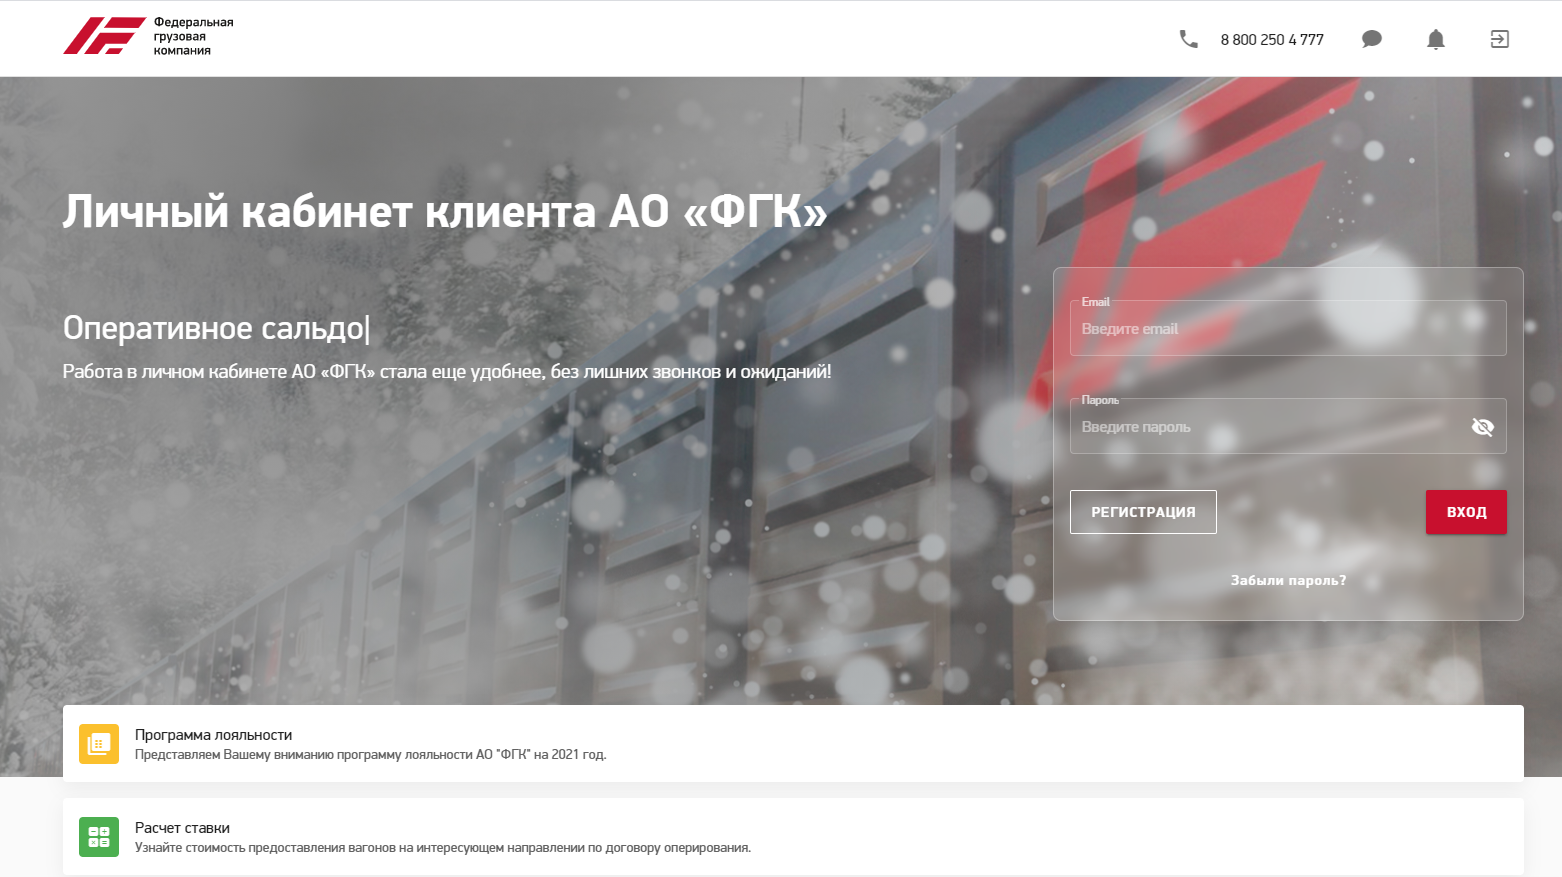 Федеральная
грузовая
компания
8 800 250 4 777
Личный кабинет клиента АО «ФГК»
Оперативное сальдо|
Работа в личном кабинете АО «ФГК» стала еще удобнее, без лишних звонков и ожиданий!
Email
Введите email
Пароль
Введите пароль
РЕГИСТРАЦИЯ
ВХОД
Забыли пароль?
Программа лояльности
Представляем Вашему вниманию программу лояльности АО "ФГК" на 2021 год.
Расчет ставки
Узнайте стоимость предоставления вагонов на интересующем направлении по договору оперирования.